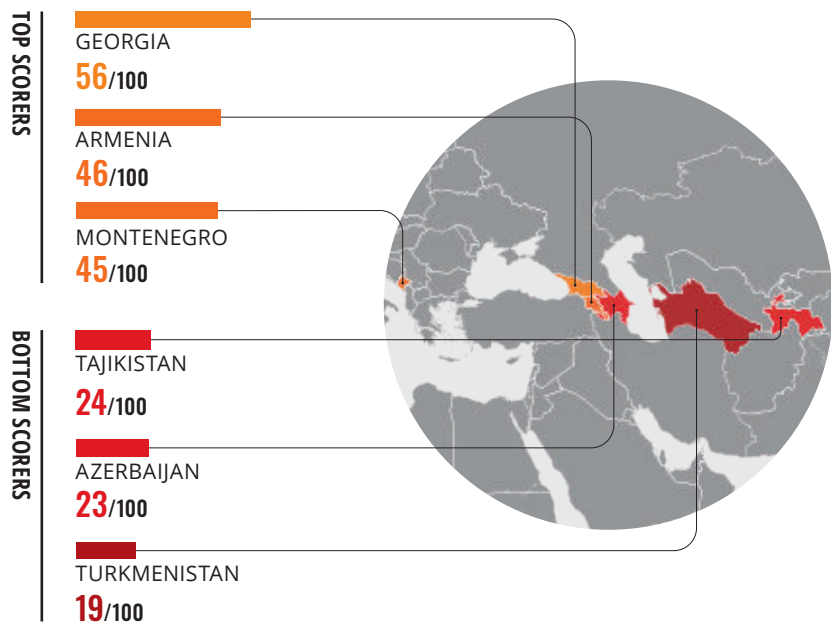 TOP SCORERS
GEORGIA
56/100
ARMENIA
46/100
MONTENEGRO
45/100
BOTTOM SCORERS
TAJIKISTAN
24/100
AZERBAIJAN
23/100
TURKMENISTAN
19/100